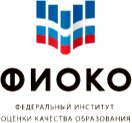 ФИОКО
ФЕДЕРАЛЬНЫЙ ИНСТИТУТ
ОЦЕНКИ КАЧЕСТВА ОБРАЗОВАНИЯ